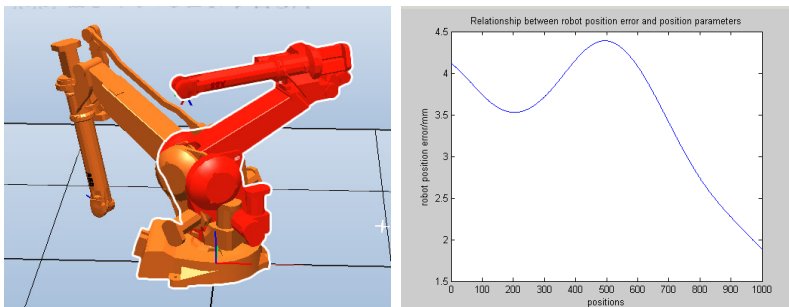 ABB
Relationship between robot position error and position parameters
4.5
4
3.5
3
2.5
2
1.5
robot position error/mm
0 100 200 300 400 500 600 700 800 900 1000
positions